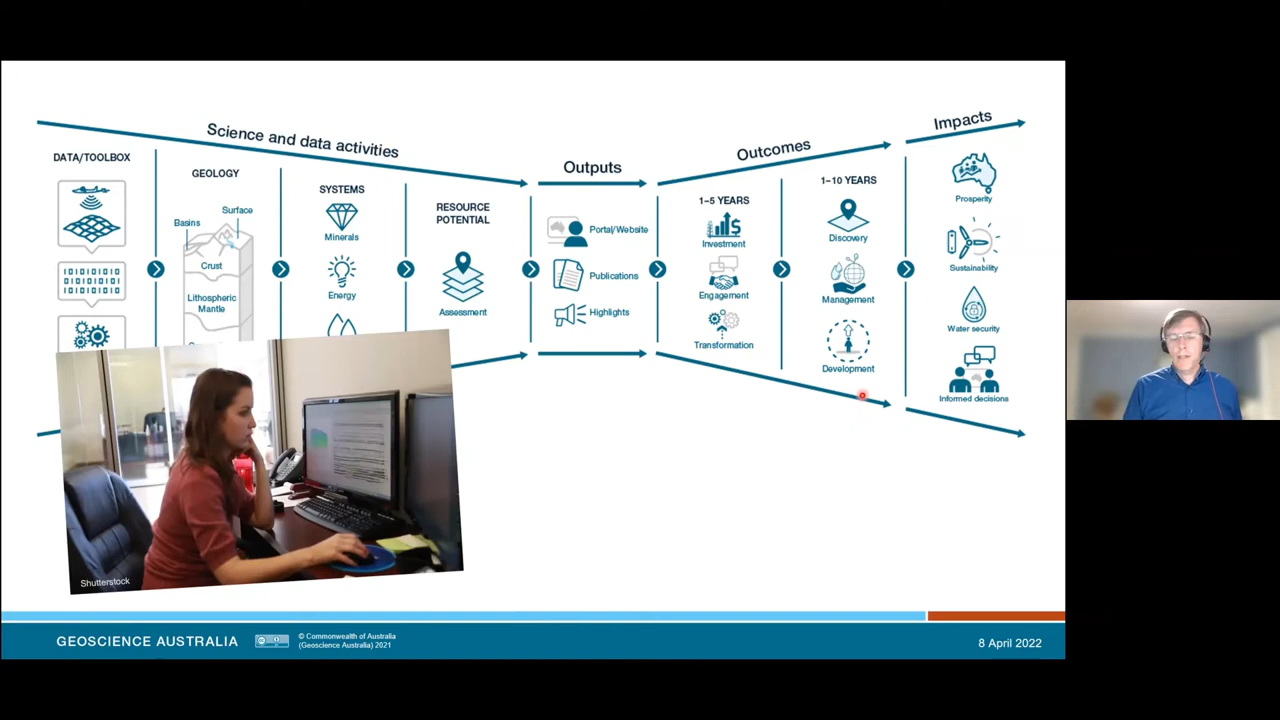 Science and data activities
Outputs
Outcomes
Impacts
DATA/TOOLBOX
GEOLOGY
Basins
Surface
Crust
Lithospheric
Mantle
SYSTEMS
Minerals
Energy
RESOURCE
POTENTIAL
Assessment
Portal/Website
Publications
Highlights
1–5 YEARS
Investment
Engagement
Transformation
1–10 YEARS
Discovery
Management
Development
Prosperity
Sustainability
Water security
Informed decisions
Shutterstock
GEOSCIENCE AUSTRALIA
© Commonwealth of Australia
(Geoscience Australia) 2021
8 April 2022